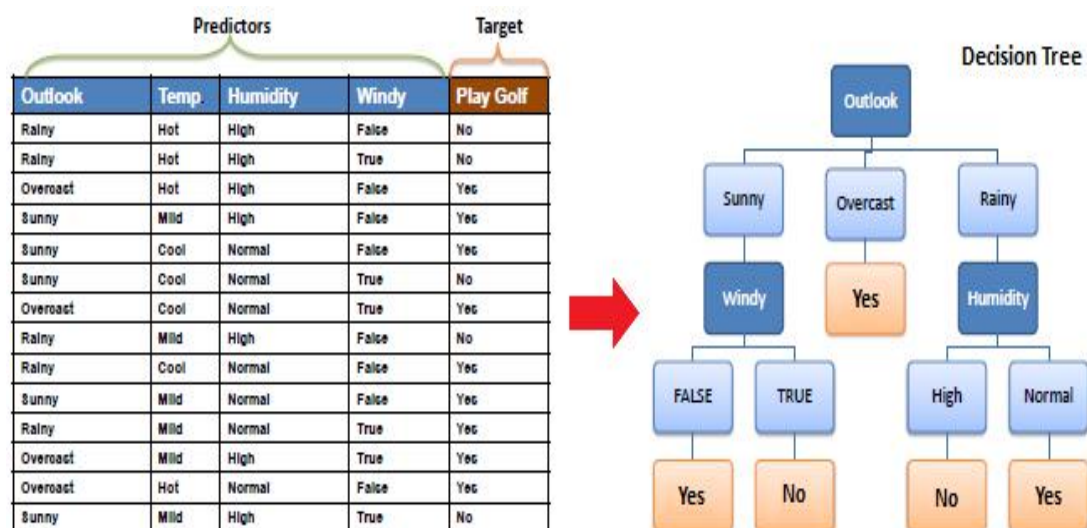 Predictors Target
Outlook Temp. Humidity Windy Play Golf
Rainy Hot High False No
Rainy Hot High True No
Overcast Hot High False Yes
Sunny Mild High False Yes
Sunny Cool Normal False Yes
Sunny Cool Normal True No
Overcast Cool Normal True Yes
Rainy Mild High False No
Rainy Cool Normal False Yes
Sunny Mild Normal False Yes
Rainy Mild Normal True Yes
Overcast Mild High True Yes
Overcast Hot Normal False Yes
Sunny Mild High True No
Decision Tree
Outlook
Sunny Overcast Rainy
Windy Yes Humidity
FALSE TRUE High Normal
Yes No No Yes